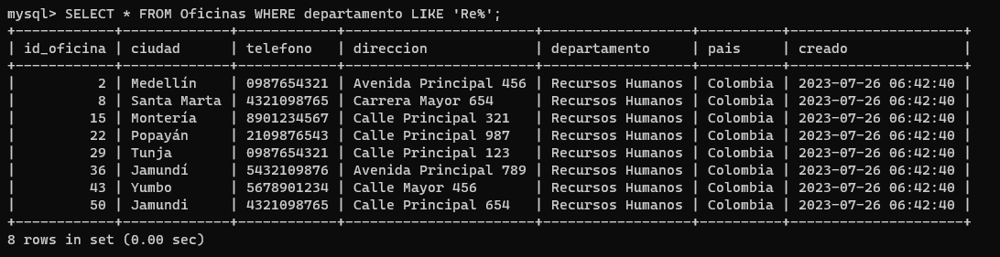 mysql> SELECT * FROM Oficinas WHERE departamento LIKE 'Re%';
+------------+-------------+------------+----------------------+------------------+----------+---------------------+
| id_oficina | ciudad      | telefono   | direccion            | departamento     | pais     | creado              |
+------------+-------------+------------+----------------------+------------------+----------+---------------------+
|          2 | Medellín    | 0987654321 | Avenida Principal 456 | Recursos Humanos | Colombia | 2023-07-26 06:42:40 |
|          8 | Santa Marta | 4321098765 | Carrera Mayor 654    | Recursos Humanos | Colombia | 2023-07-26 06:42:40 |
|         15 | Montería    | 8901234567 | Calle Principal 321  | Recursos Humanos | Colombia | 2023-07-26 06:42:40 |
|         22 | Popayán     | 2109876543 | Calle Principal 987  | Recursos Humanos | Colombia | 2023-07-26 06:42:40 |
|         29 | Tunja       | 0987654321 | Calle Principal 123  | Recursos Humanos | Colombia | 2023-07-26 06:42:40 |
|         36 | Jamundí     | 5432109876 | Avenida Principal 789 | Recursos Humanos | Colombia | 2023-07-26 06:42:40 |
|         43 | Yumbo       | 5678901234 | Calle Mayor 456      | Recursos Humanos | Colombia | 2023-07-26 06:42:40 |
|         50 | Jamundi     | 4321098765 | Calle Principal 654  | Recursos Humanos | Colombia | 2023-07-26 06:42:40 |
+------------+-------------+------------+----------------------+------------------+----------+---------------------+
8 rows in set (0.00 sec)